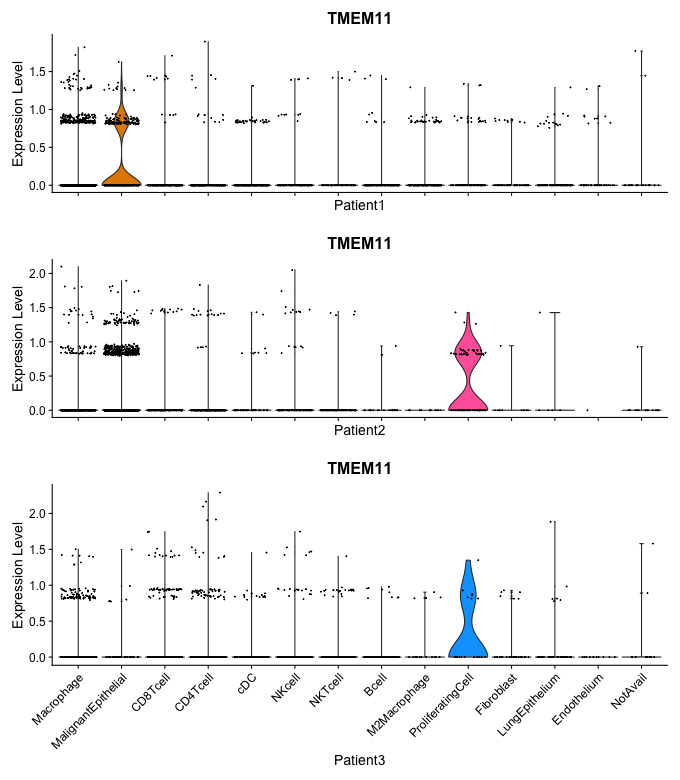 TMEM11
Expression Level
1.5
1.0
0.5
0.0
Patient1
TMEM11
Expression Level
2.0
1.5
1.0
0.5
0.0
Patient2
TMEM11
Expression Level
2.0
1.5
1.0
0.5
0.0
Macrophage
MalignantEpithelial
CD8Tcell
CD4Tcell
cDC
NKcell
NKTcell
Bcell
M2Macrophage
ProliferatingCell
Fibroblast
LungEpithelium
Endothelium
NotAvail
Patient3